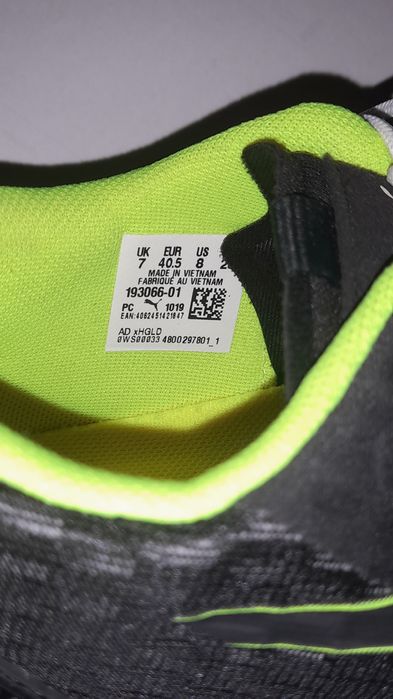 UK EUR US
7 40.5 8
MADE IN VIETNAM
FABRIQUÉ AU VIETNAM
193066-01
PC 1019
EAN:4062451421847
AD xHGLD
0WS00033 4800297801_1